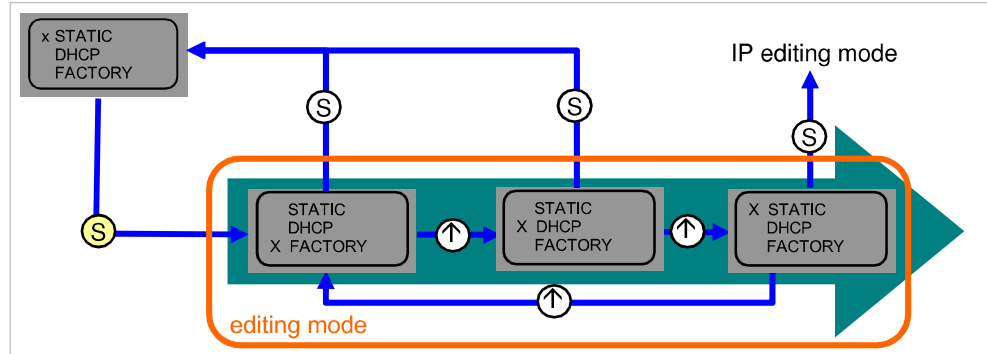 x STATIC
DHCP
FACTORY
IP editing mode
S
S
S
S
STATIC
DHCP
X FACTORY
↑
STATIC
X DHCP
FACTORY
↑
X STATIC
DHCP
FACTORY
↑
editing mode